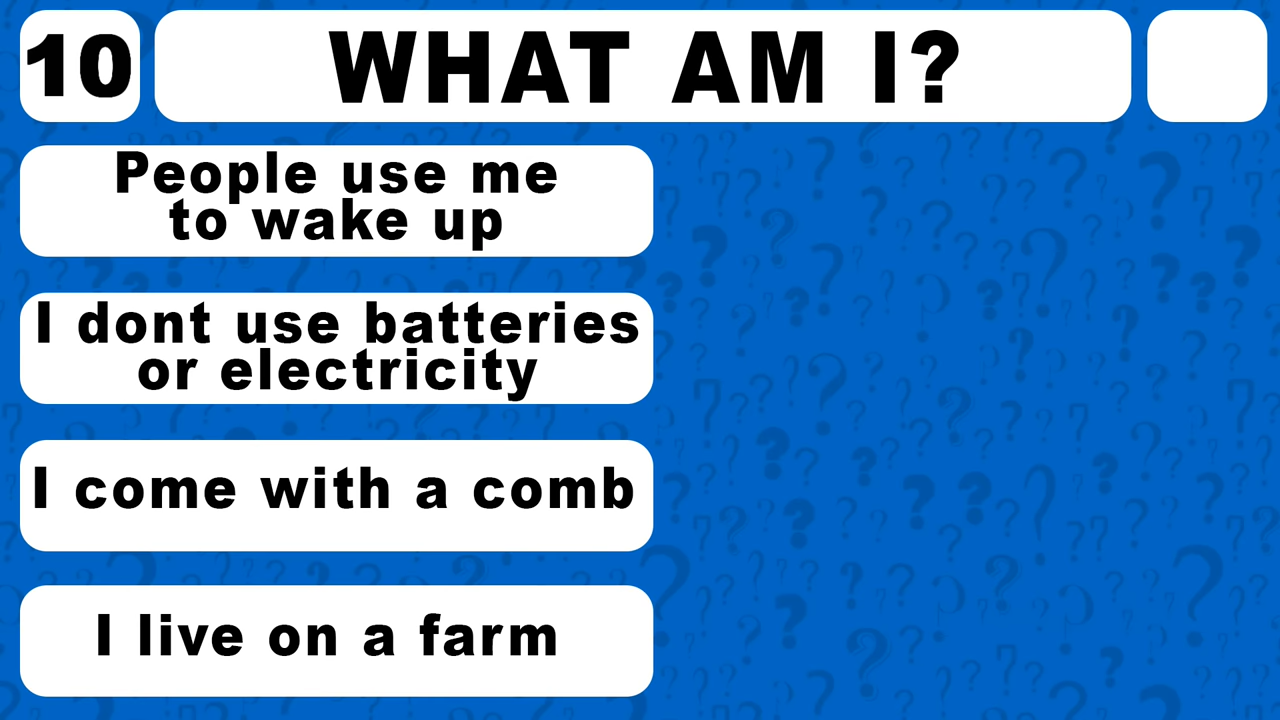 10
WHAT AM I?
People use me
to wake up
I dont use batteries
or electricity
I come with a comb
I live on a farm